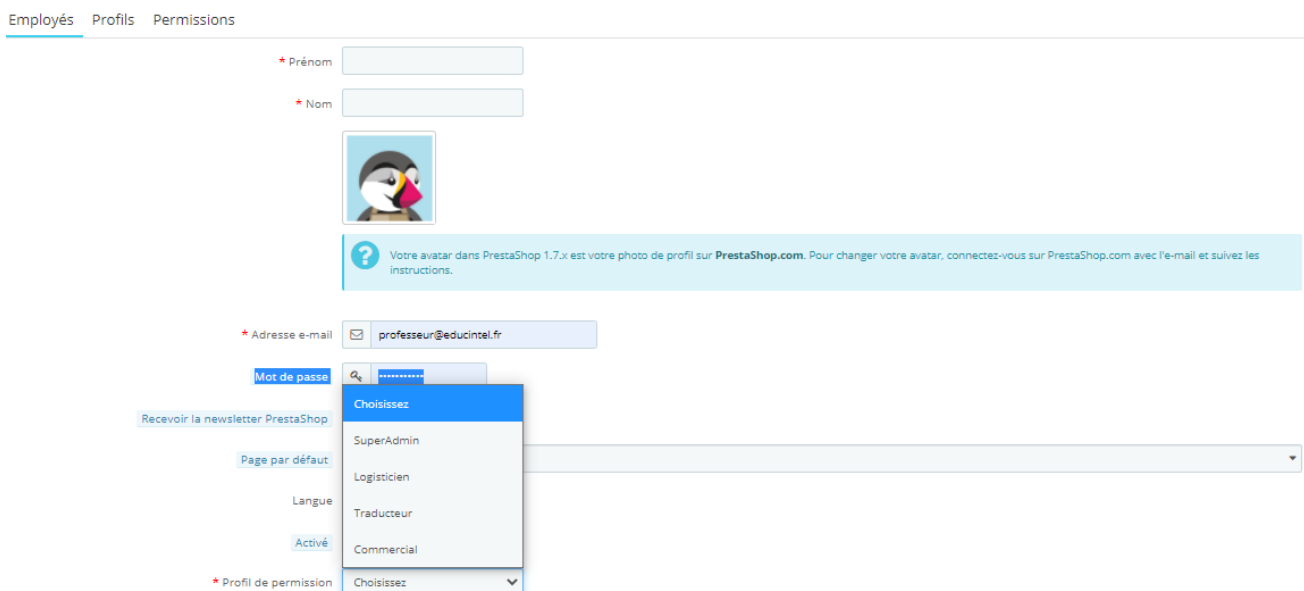 Employés Profils Permissions
* Prénom
* Nom
Votre avatar dans PrestaShop 1.7.x est votre photo de profil sur PrestaShop.com. Pour changer votre avatar, connectez-vous sur PrestaShop.com avec l'e-mail et suivez les
instructions.
* Adresse e-mail professeur@educintel.fr
Mot de passe
Choisissez
Recevoir la newsletter PrestaShop
SuperAdmin
Page par défaut
Logisticien
Langue
Traducteur
Activé
Commercial
* Profil de permission Choisissez